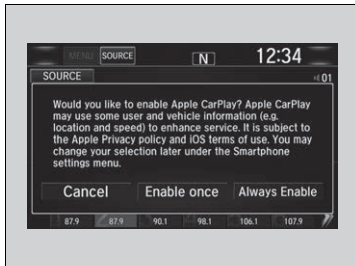 MENU SOURCE N 12:34
SOURCE 01
Would you like to enable Apple CarPlay? Apple CarPlay
may use some user and vehicle information (e.g.
location and speed) to enhance service. It is subject to
the Apple Privacy policy and iOS terms of use. You may
change your selection later under the Smartphone
settings menu.
Cancel Enable once Always Enable
87.9 87.9 90.1 98.1 106.1 107.9